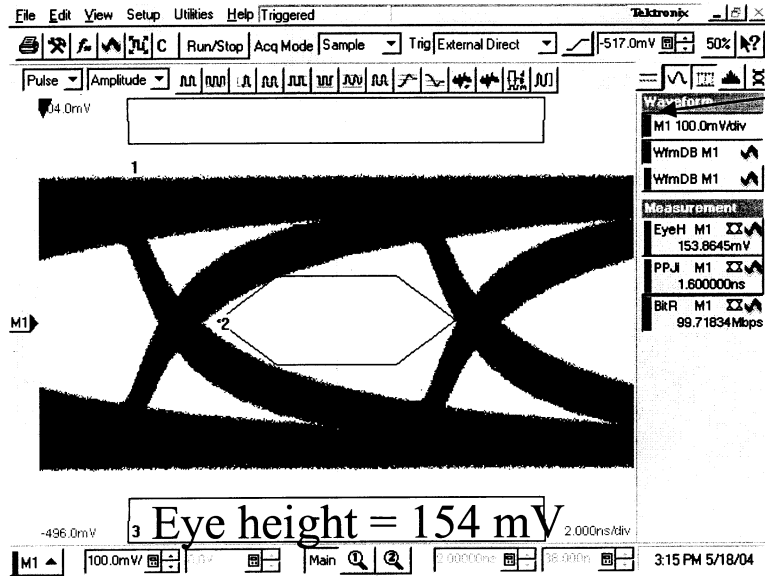 File Edit View Setup Utilities Help Triggered Tektronix
Run/Stop Acq Mode Sample Trig External Direct -517.0mV 50%
Pulse Amplitude
04.0mV
Waveform
M1 100.0mV/div
WfmDB M1
WfmDB M1
Measurement
EyeH M1
153.8645mV
PPJi M1
1.600000ns
BitR M1
99.71834Mbps
1
M1
*2
-496.0mV
3 Eye height = 154 mV
2.000ns/div
M1 100.0mV/ Main 1 2 3:15 PM 5/18/04